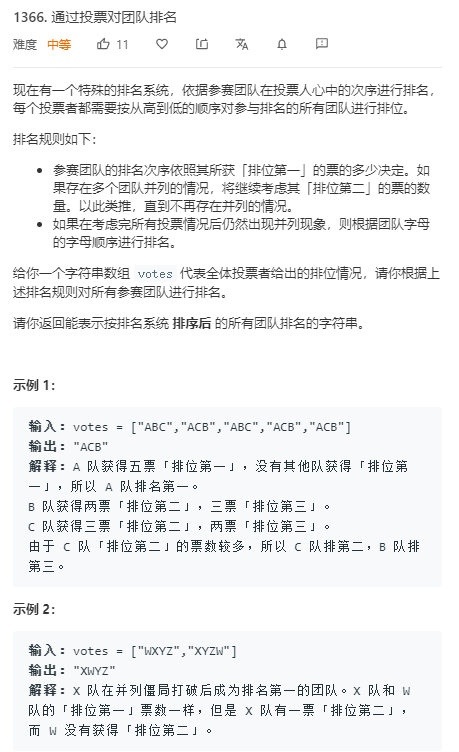 1366. 通过投票对团队排名
难度 中等 11
现在有一个特殊的排名系统，依据参赛团队在投票人心中的次序进行排名，
每个投票者都需要按从高到低的顺序对参与排名的所有团队进行排位。
排名规则如下：
• 参赛团队的排名次序依照其所获「排位第一」的票的多少决定。如
果存在多个团队并列的情况，将继续考虑其「排位第二」的票的数
量。以此类推，直到不再存在并列的情况。
• 如果在考虑完所有投票情况后仍然出现并列现象，则根据团队字母
的字母顺序进行排名。
给你一个字符串数组 votes 代表全体投票者给出的排位情况，请你根据上
述排名规则对所有参赛团队进行排名。
请你返回能表示按排名系统 排序后 的所有团队排名的字符串。
示例 1：
输入：votes = ["ABC","ACB","ABC","ACB","ACB"]
输出："ACB"
解释：A 队获得五票「排位第一」，没有其他队获得「排位第
一」，所以 A 队排名第一。
B 队获得两票「排位第二」，三票「排位第三」。
C 队获得三票「排位第二」，两票「排位第三」。
由于 C 队「排位第二」的票数较多，所以 C 队排第二，B 队排
第三。
示例 2：
输入：votes = ["WXYZ","XYZW"]
输出："XWYZ"
解释：X 队在并列僵局打破后成为排名第一的团队。X 队和 W
队的「排位第一」票数一样，但是 X 队有一票「排位第二」，
而 W 没有获得「排位第二」。